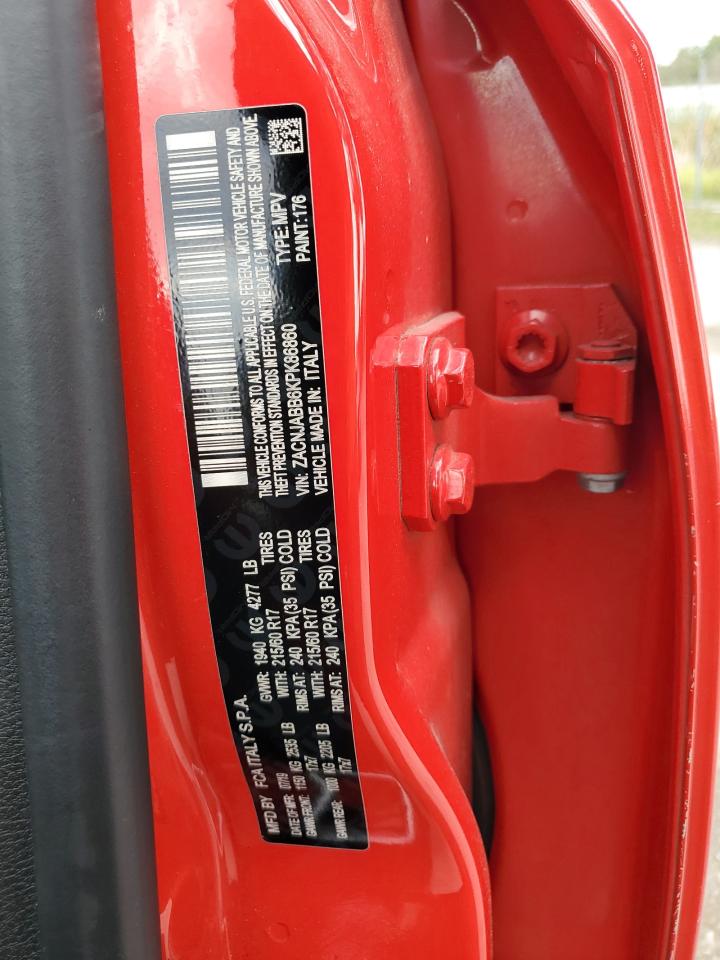 MFD BY FCA ITALY S.P.A.
DATE OF MFR: 07/19 GVWR: 1940 KG 4277 LB
GAWR FRONT: 1150 KG 2535 LB WITH: 215/60 R17 TIRES
17x7 RIMS AT: 240 KPA(35 PSI) COLD
GAWR REAR: 1000 KG 2205 LB WITH: 215/60 R17 TIRES
17x7 RIMS AT: 240 KPA(35 PSI) COLD
THIS VEHICLE CONFORMS TO ALL APPLICABLE U.S. FEDERAL MOTOR VEHICLE SAFETY AND
THEFT PREVENTION STANDARDS IN EFFECT ON THE DATE OF MANUFACTURE SHOWN ABOVE
VIN: ZACNJABB6KPK86860 TYPE:MPV
VEHICLE MADE IN: ITALY PAINT:176